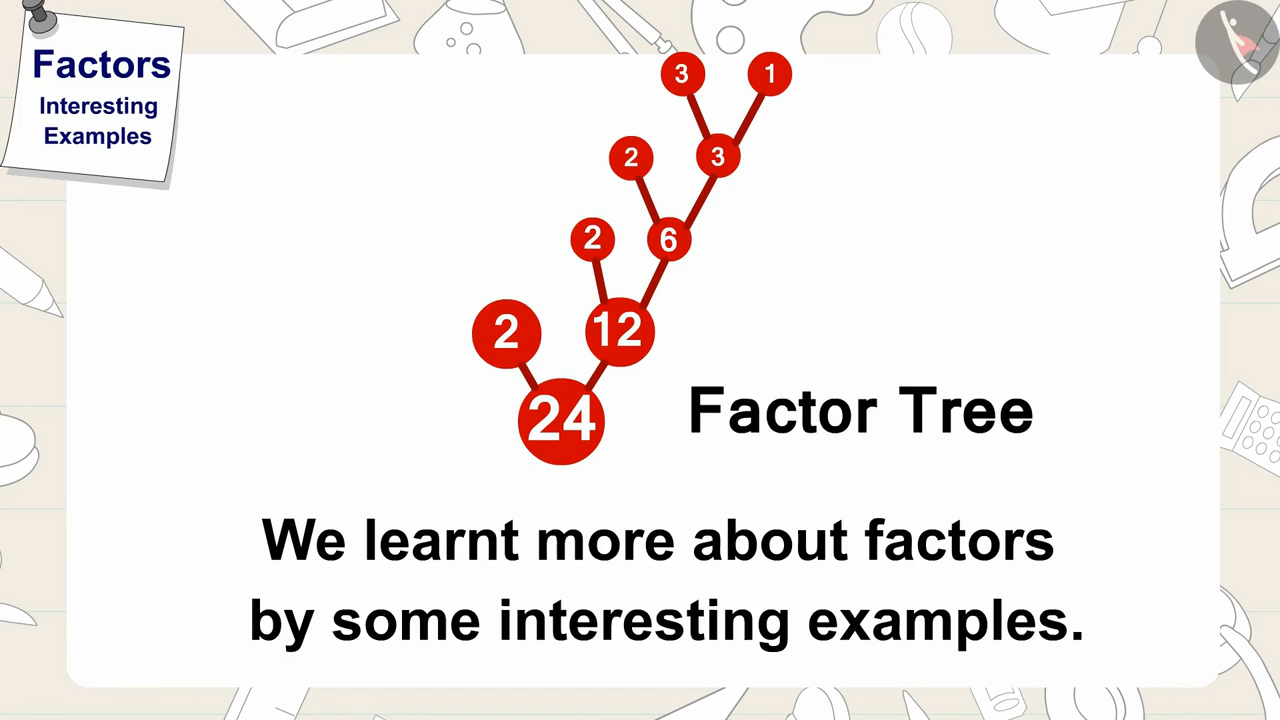 Factors
Interesting
Examples
3 1
2 3
2 6
2 12
24
Factor Tree
We learnt more about factors
by some interesting examples.